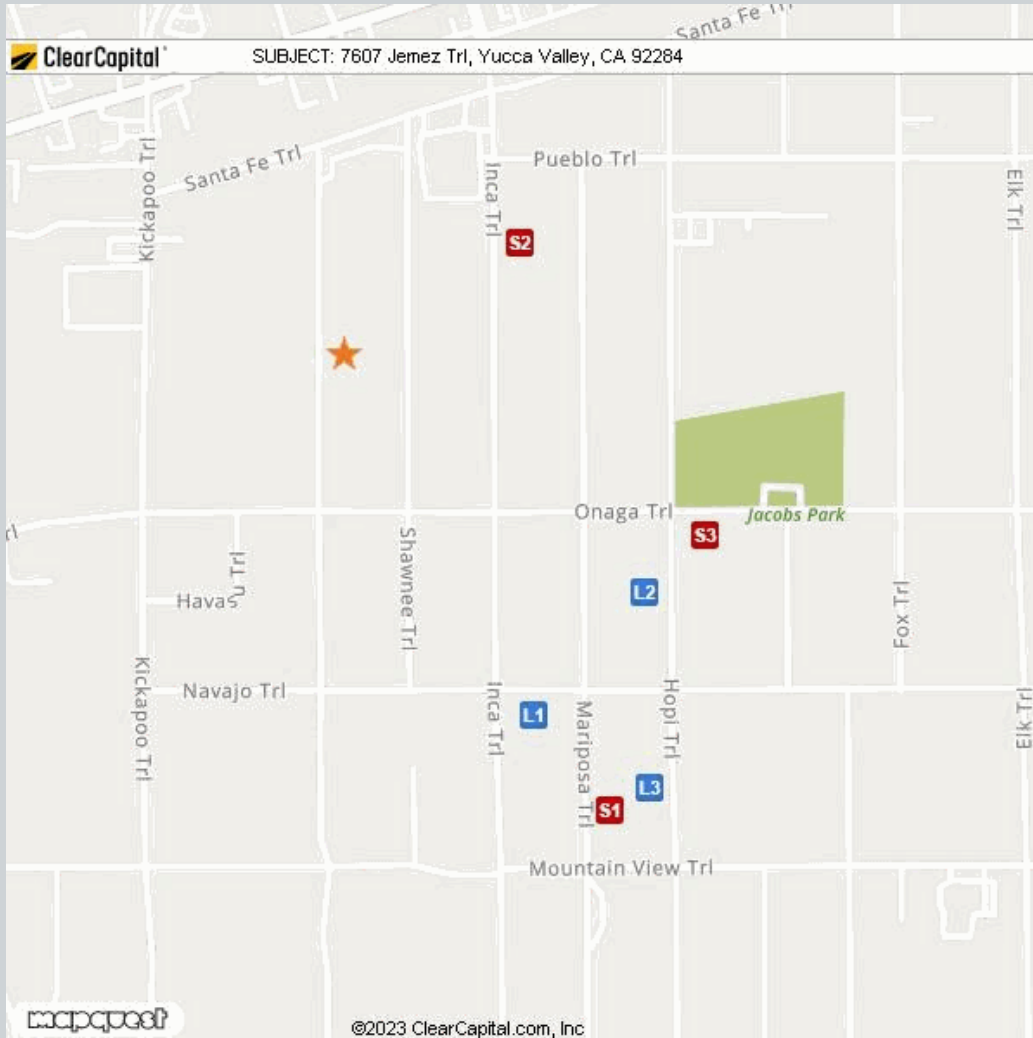 Santa Fe Trl
ClearCapital
SUBJECT: 7607 Jemez Trl, Yucca Valley, CA 92284
Kickapoo Trl
Santa Fe Trl
Inca Trl
Pueblo Trl
Elk Trl
S2
Onaga Trl
Jacobs Park
S3
Shawnee Trl
L2
Havasu Trl
Fox Trl
Kickapoo Trl
Navajo Trl
Inca Trl
L1
Mariposa Trl
Hopi Trl
Elk Trl
L3
S1
Mountain View Trl
mapquest
©2023 ClearCapital.com, Inc